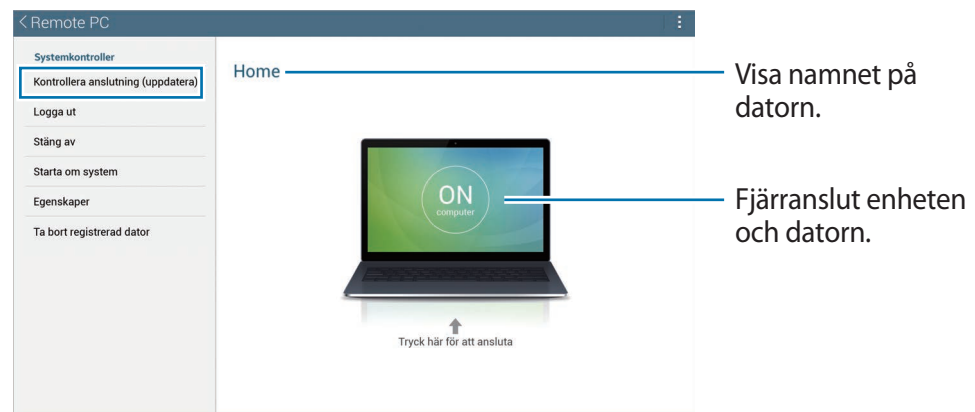 < Remote PC
Systemkontroller
Kontrollera anslutning (uppdatera)
Logga ut
Stäng av
Starta om system
Egenskaper
Ta bort registrerad dator
Home
ON
computer
Tryck här för att ansluta
Visa namnet på
datorn.
Fjärranslut enheten
och datorn.